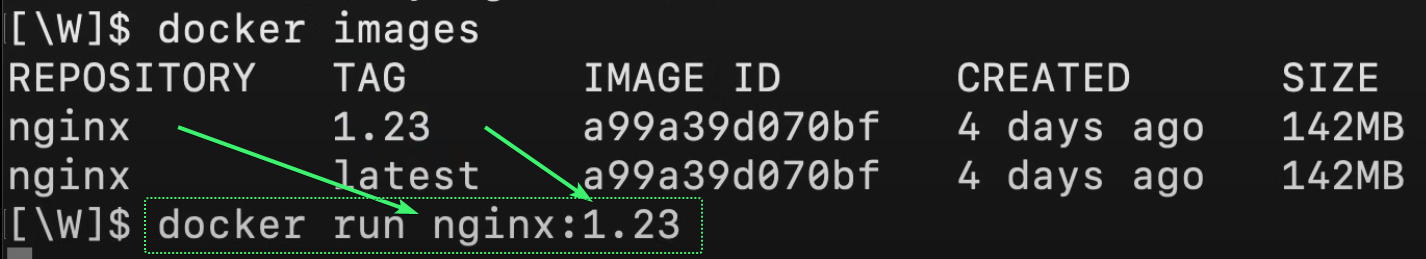 [\W]$ docker images
REPOSITORY TAG IMAGE ID CREATED SIZE
nginx 1.23 a99a39d070bf 4 days ago 142MB
nginx latest a99a39d070bf 4 days ago 142MB
[\W]$ docker run nginx:1.23